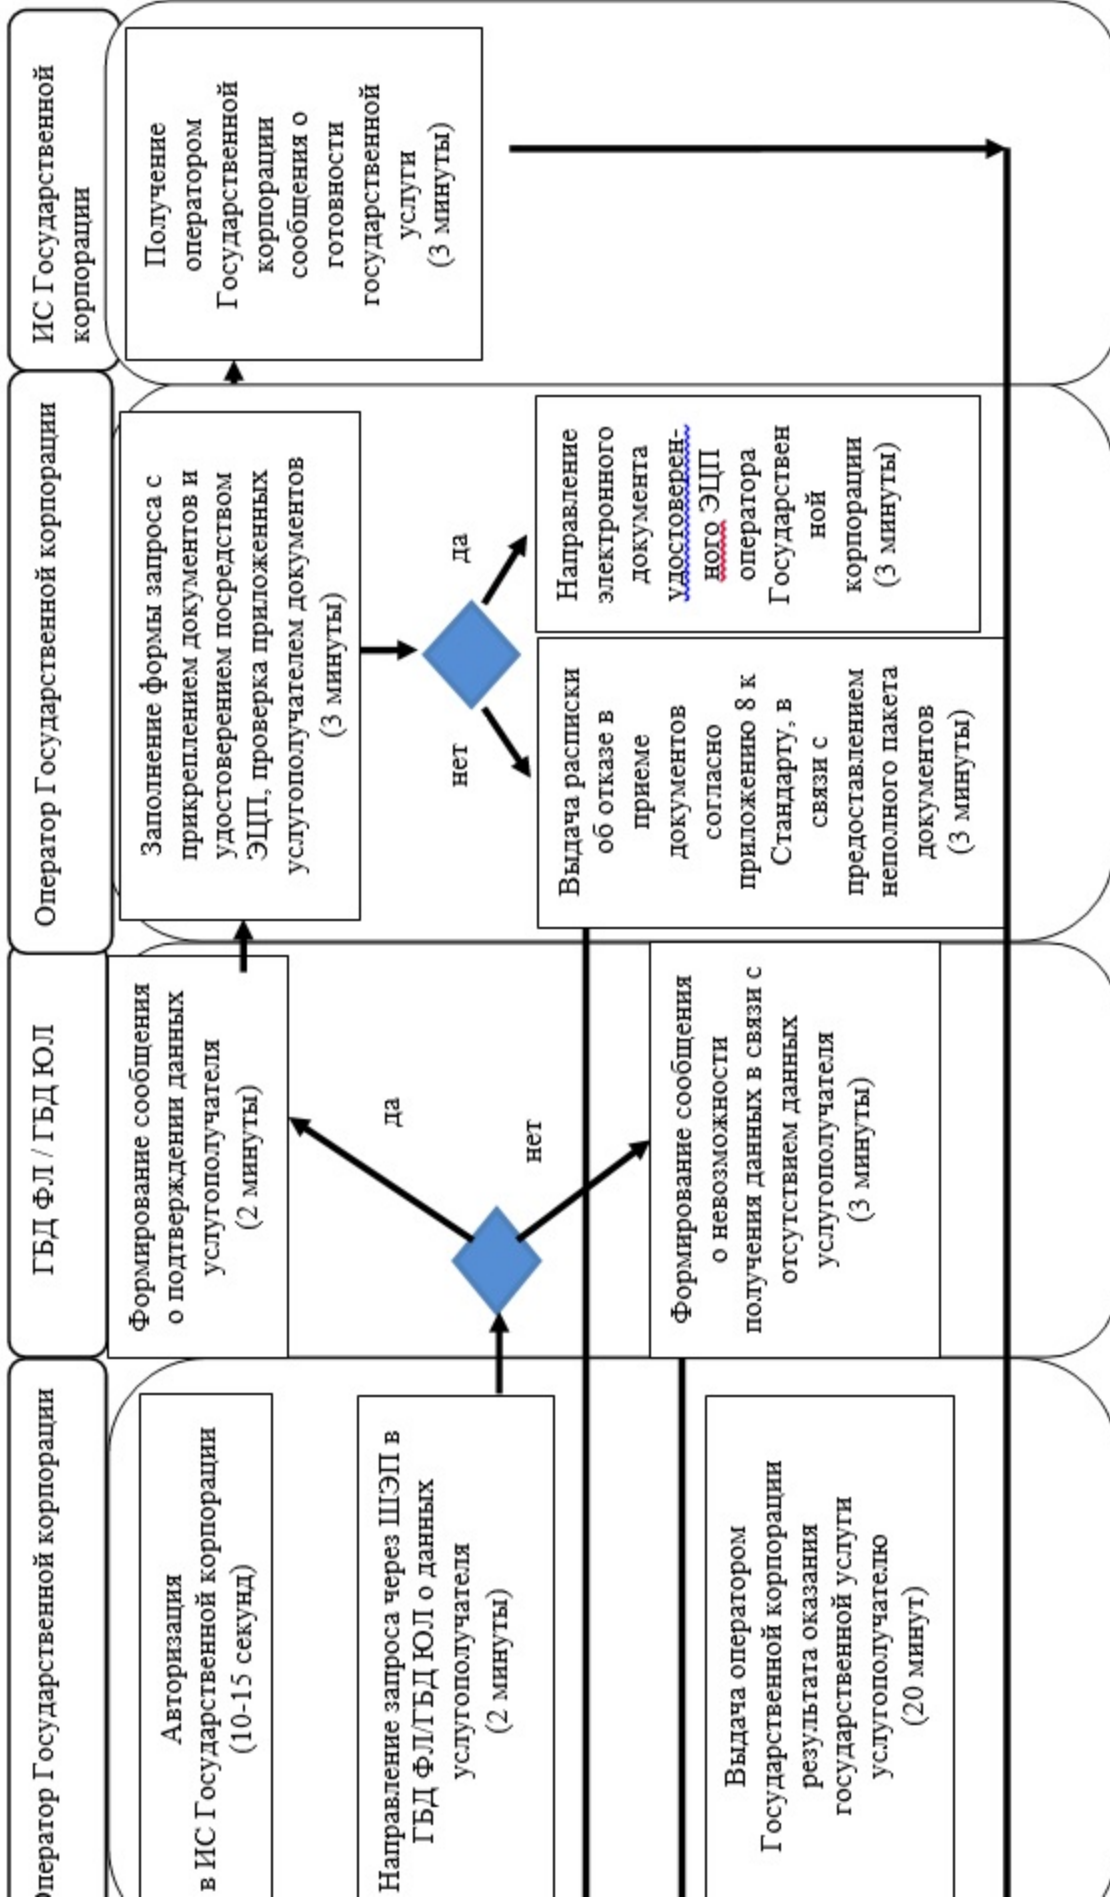 Оператор Государственной корпорации
Авторизация
в ИС Государственной корпорации
(10-15 секунд)
Направление запроса через ШЭП в
ГБД ФЛ/ГБД ЮЛ о данных
услугополучателя
(2 минуты)
Выдача оператором
Государственной корпорации
результата оказания
государственной услуги
услугополучателю
(20 минут)
ГБД ФЛ / ГБД ЮЛ
Формирование сообщения
о подтверждении данных
услугополучателя
(2 минуты)
да
нет
Формирование сообщения
о невозможности
получения данных в связи с
отсутствием данных
услугополучателя
(3 минуты)
Оператор Государственной корпорации
Заполнение формы запроса с
прикреплением документов и
удостоверением посредством
ЭЦП, проверка приложенных
услугополучателем документов
(3 минуты)
нет
да
Выдача расписки
об отказе в
приеме
документов
согласно
приложению 8 к
Стандарту, в
связи с
предоставлением
неполного пакета
документов
(3 минуты)
Направление
электронного
документа
удостоверен-
ного ЭЦП
оператора
Государствен
ной
корпорации
(3 минуты)
ИС Государственной
корпорации
Получение
оператором
Государственной
корпорации
сообщения о
готовности
государственной
услуги
(3 минуты)